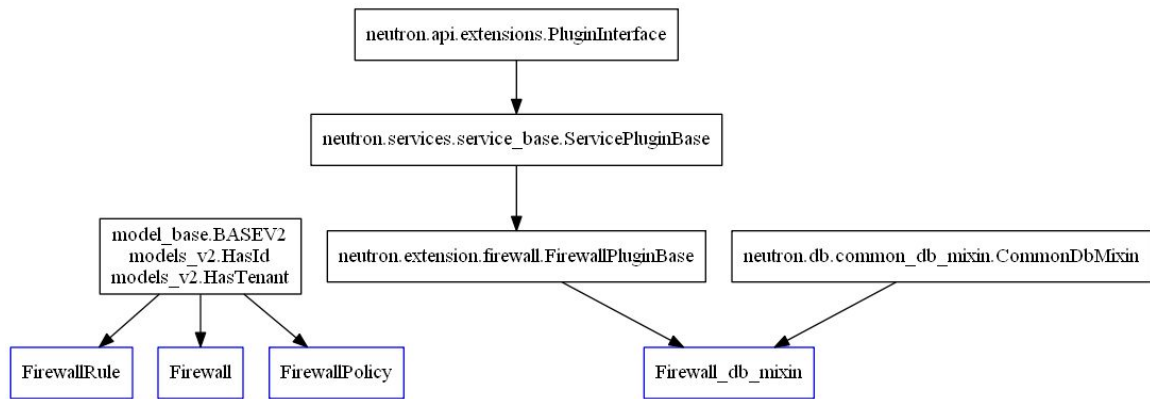 neutron.api.extensions.PluginInterface
neutron.services.service_base.ServicePluginBase
model_base.BASEV2
models_v2.HasId
models_v2.HasTenant
neutron.extension.firewall.FirewallPluginBase
neutron.db.common_db_mixin.CommonDbMixin
FirewallRule
Firewall
FirewallPolicy
Firewall_db_mixin